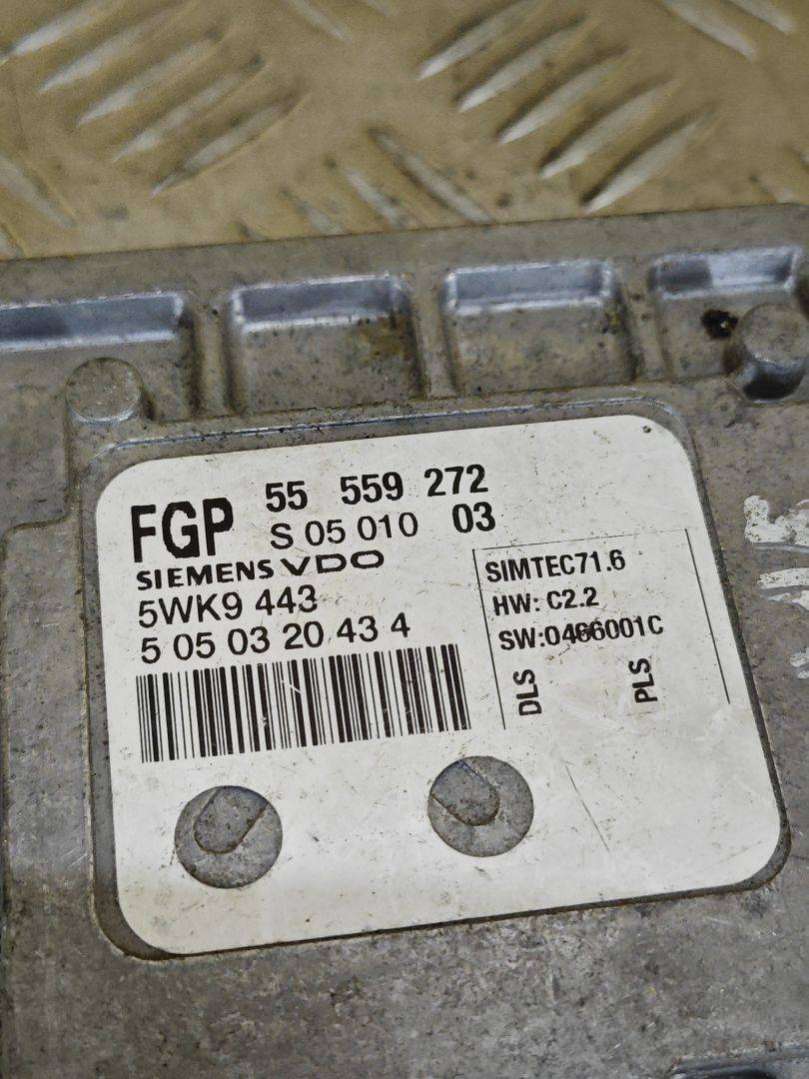 FGP 55 559 272
S 05 010 03
SIEMENS VDO
5WK9 443
5 05 03 20 43 4
SIMTEC71.6
HW: C2.2
SW:0466001C
DLS
PLS